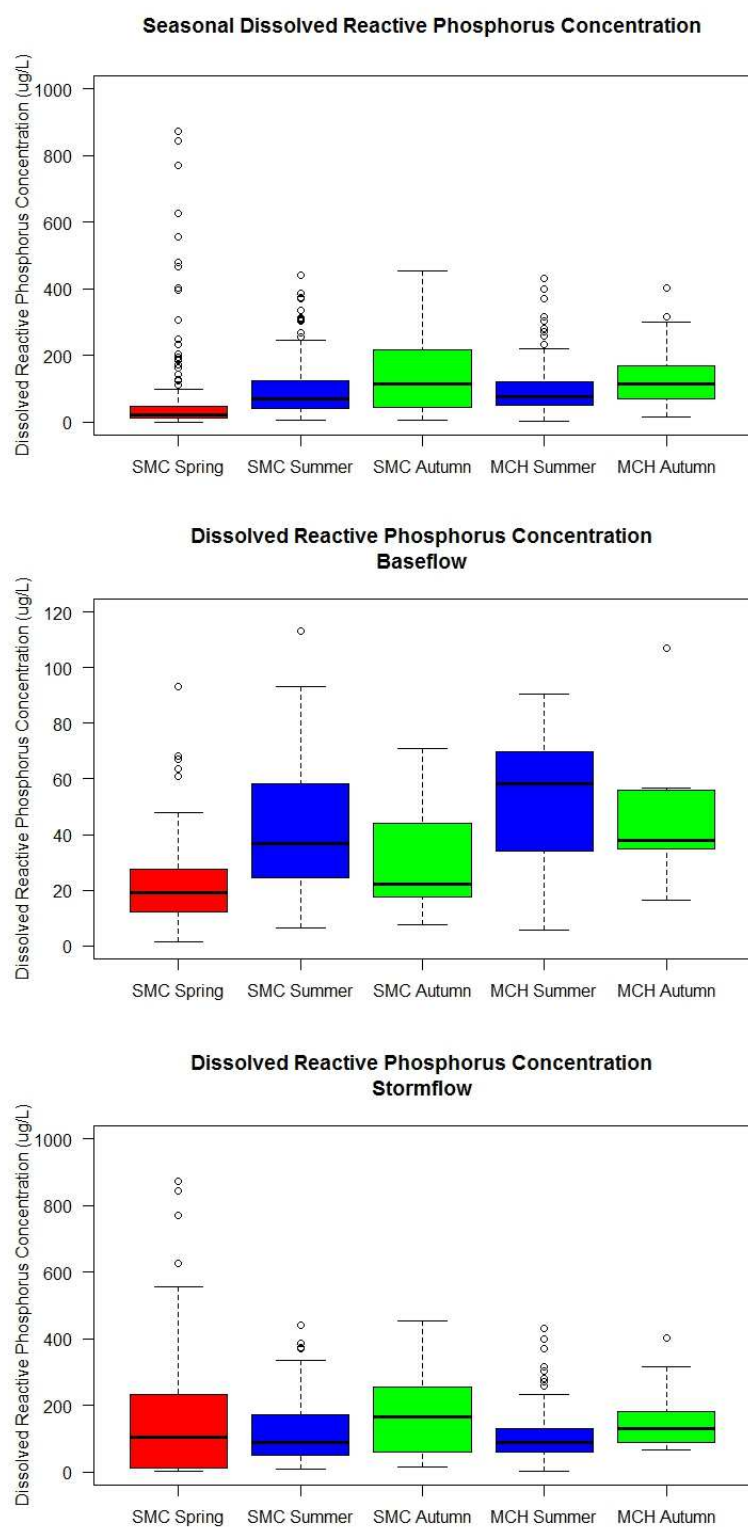 Seasonal Dissolved Reactive Phosphorus Concentration
Dissolved Reactive Phosphorus Concentration (ug/L)
1000
800
600
400
200
0
SMC Spring SMC Summer SMC Autumn MCH Summer MCH Autumn
Dissolved Reactive Phosphorus Concentration
Baseflow
Dissolved Reactive Phosphorus Concentration (ug/L)
120
100
80
60
40
20
0
SMC Spring SMC Summer SMC Autumn MCH Summer MCH Autumn
Dissolved Reactive Phosphorus Concentration
Stormflow
Dissolved Reactive Phosphorus Concentration (ug/L)
1000
800
600
400
200
0
SMC Spring SMC Summer SMC Autumn MCH Summer MCH Autumn